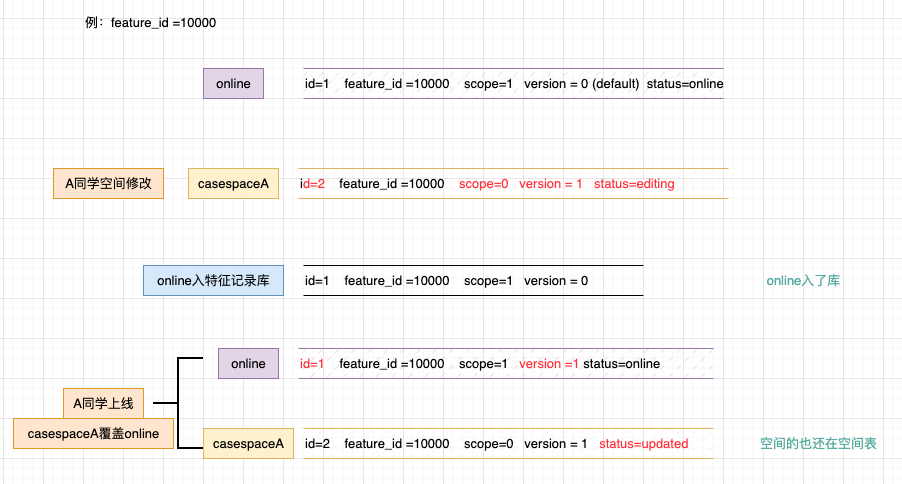 例：feature_id =10000
online id=1 feature_id =10000 scope=1 version = 0 (default) status=online
A同学空间修改 casespaceA id=2 feature_id =10000 scope=0 version = 1 status=editing
online入特征记录库 id=1 feature_id =10000 scope=1 version = 0 online入了库
online id=1 feature_id =10000 scope=1 version =1 status=online
A同学上线
casespaceA覆盖online
casespaceA id=2 feature_id =10000 scope=0 version = 1 status=updated 空间的也还在空间表